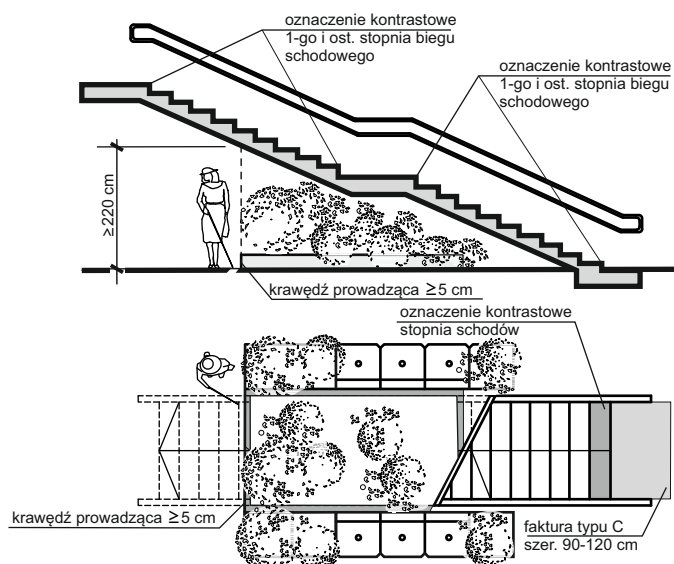 oznaczenie kontrastowe
1-go i ost. stopnia biegu
schodowego
oznaczenie kontrastowe
1-go i ost. stopnia biegu
schodowego
≥220 cm
krawędź prowadząca ≥5 cm
oznaczenie kontrastowe
stopnia schodów
krawędź prowadząca ≥5 cm
faktura typu C
szer. 90-120 cm